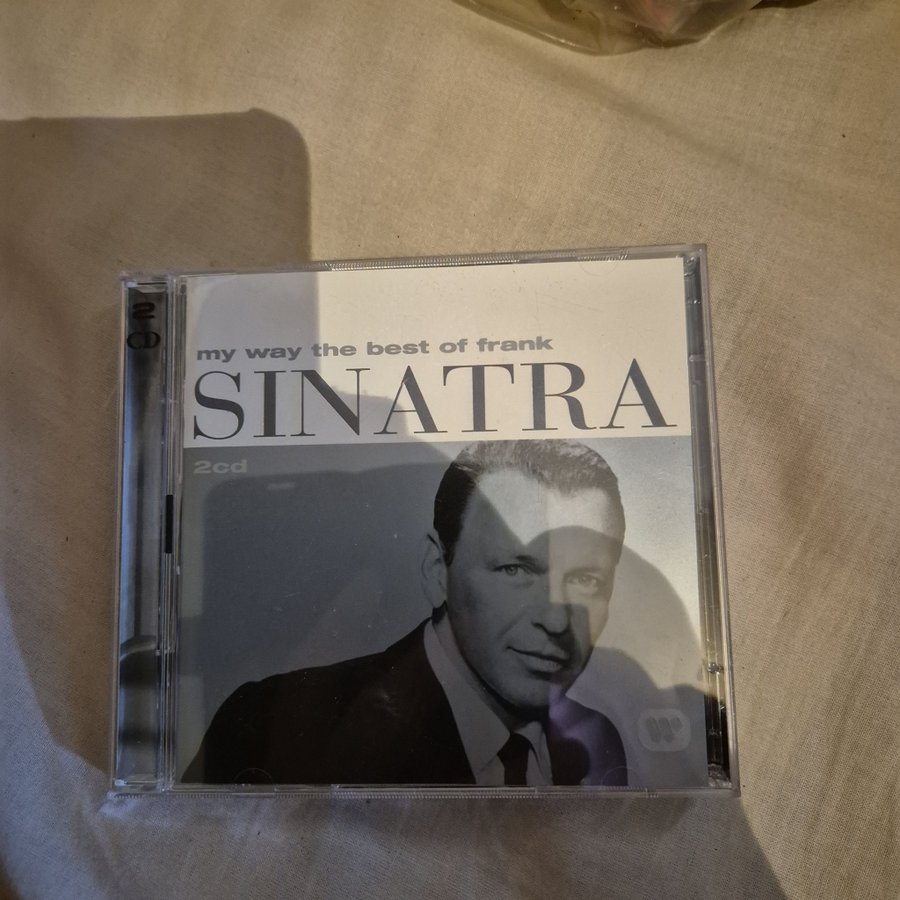 2
CD
my way the best of frank
SINATRA
2cd